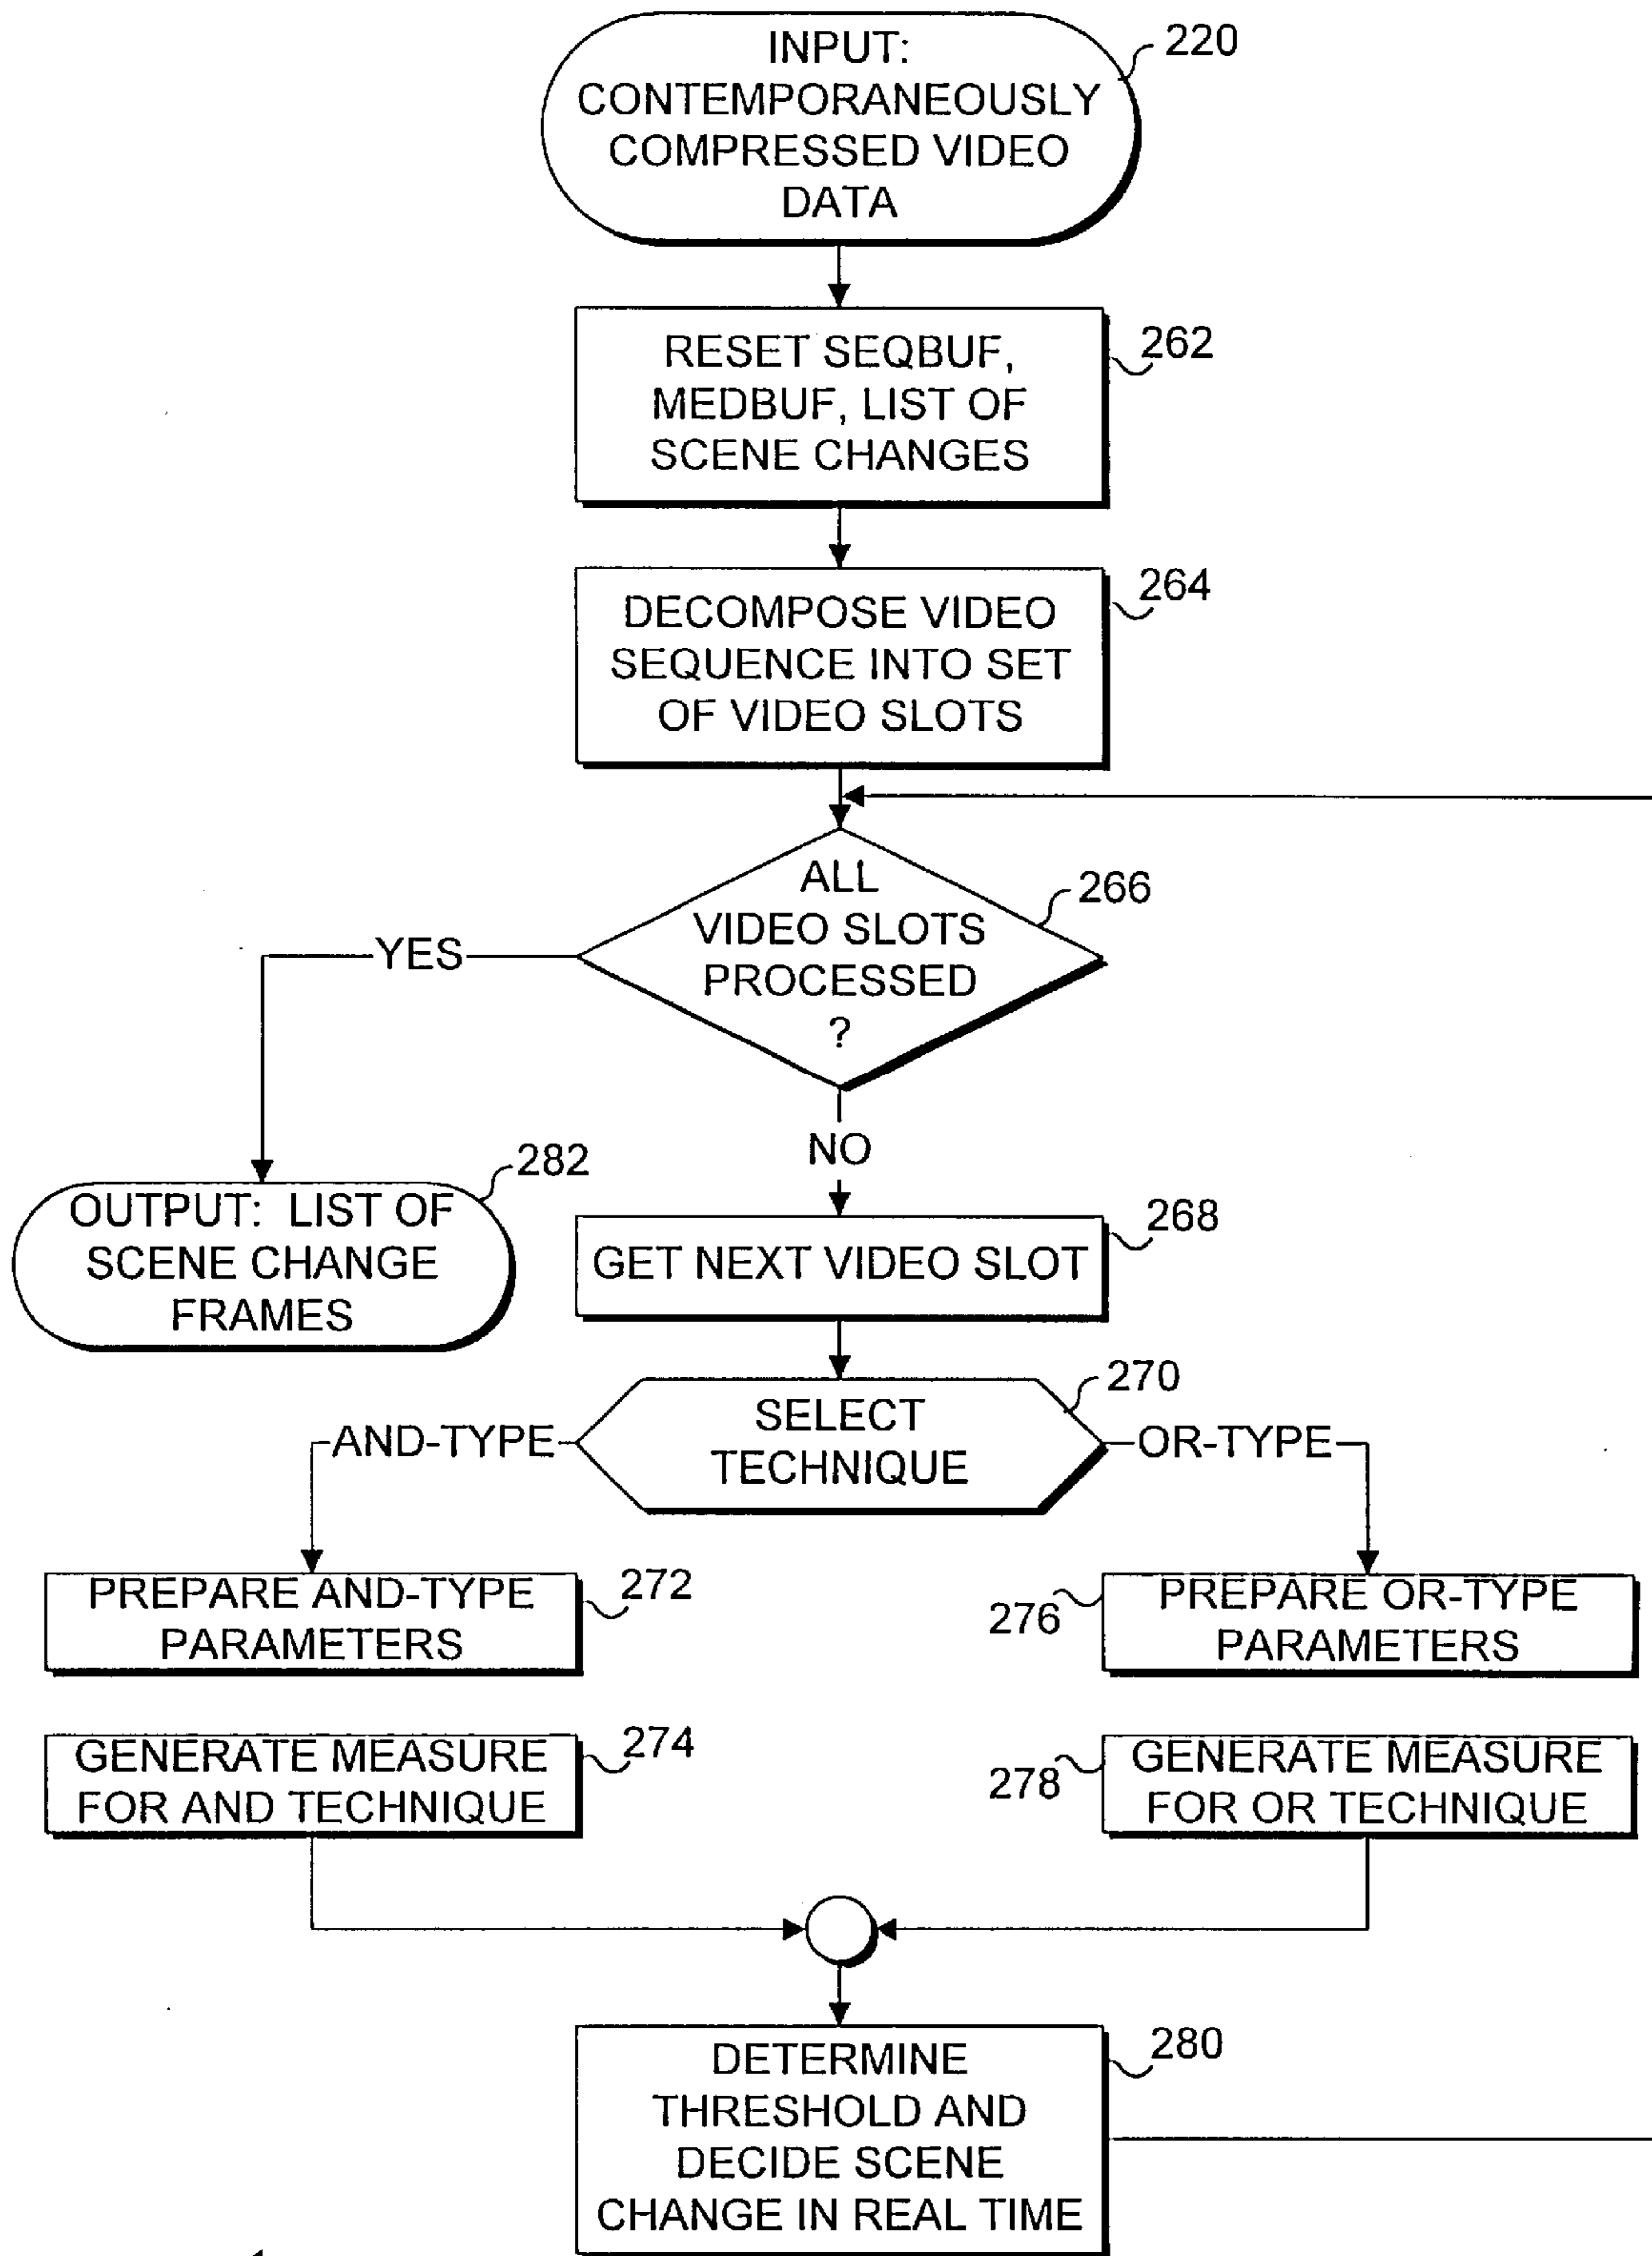 INPUT:
CONTEMPORANEOUSLY
COMPRESSED VIDEO
DATA
220
RESET SEQBUF,
MEDBUF, LIST OF
SCENE CHANGES
262
DECOMPOSE VIDEO
SEQUENCE INTO SET
OF VIDEO SLOTS
264
ALL
VIDEO SLOTS
PROCESSED
?
266
YES
NO
OUTPUT: LIST OF
SCENE CHANGE
FRAMES
282
GET NEXT VIDEO SLOT
268
SELECT
TECHNIQUE
270
AND-TYPE
OR-TYPE
PREPARE AND-TYPE
PARAMETERS
272
276
PREPARE OR-TYPE
PARAMETERS
GENERATE MEASURE
FOR AND TECHNIQUE
274
278
GENERATE MEASURE
FOR OR TECHNIQUE
DETERMINE
THRESHOLD AND
DECIDE SCENE
CHANGE IN REAL TIME
280